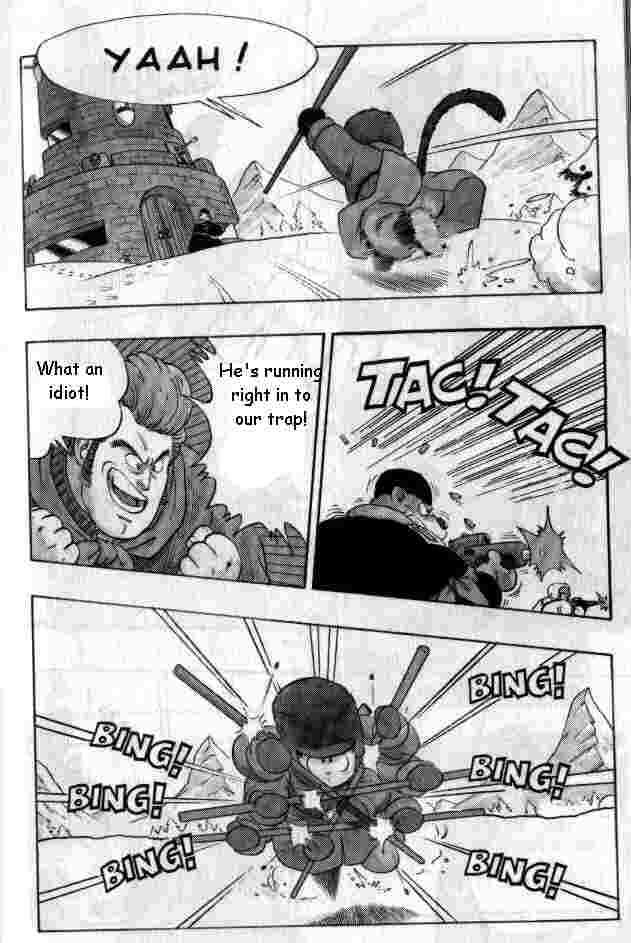 YAAH!
What an
idiot!
He's running
right in to
our trap!
TAC! TAC!
BING!
BING!
BING!
BING!
BING!
BING!